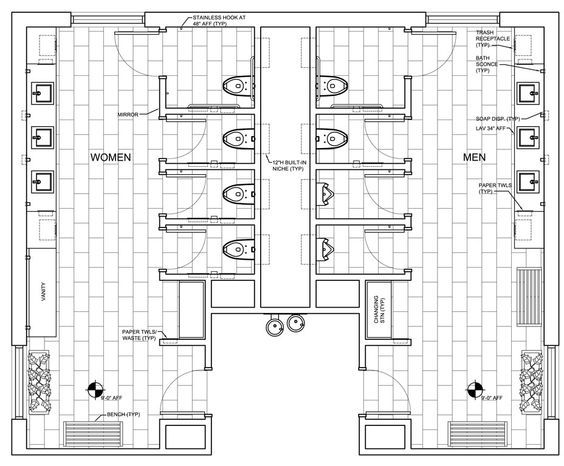 STAINLESS HOOK AT
48" AFF (TYP)
TRASH
RECEPTACLE
(TYP)
BATH
SCONCE
(TYP)
MIRROR
SOAP DISP. (TYP)
LAV 34" AFF
WOMEN
12"H BUILT-IN
NICHE (TYP)
MEN
PAPER TWLS
(TYP)
VANITY
CHANGING
STN (TYP)
PAPER TWLS/
WASTE (TYP)
9'-0" AFF
9'-0" AFF
BENCH (TYP)